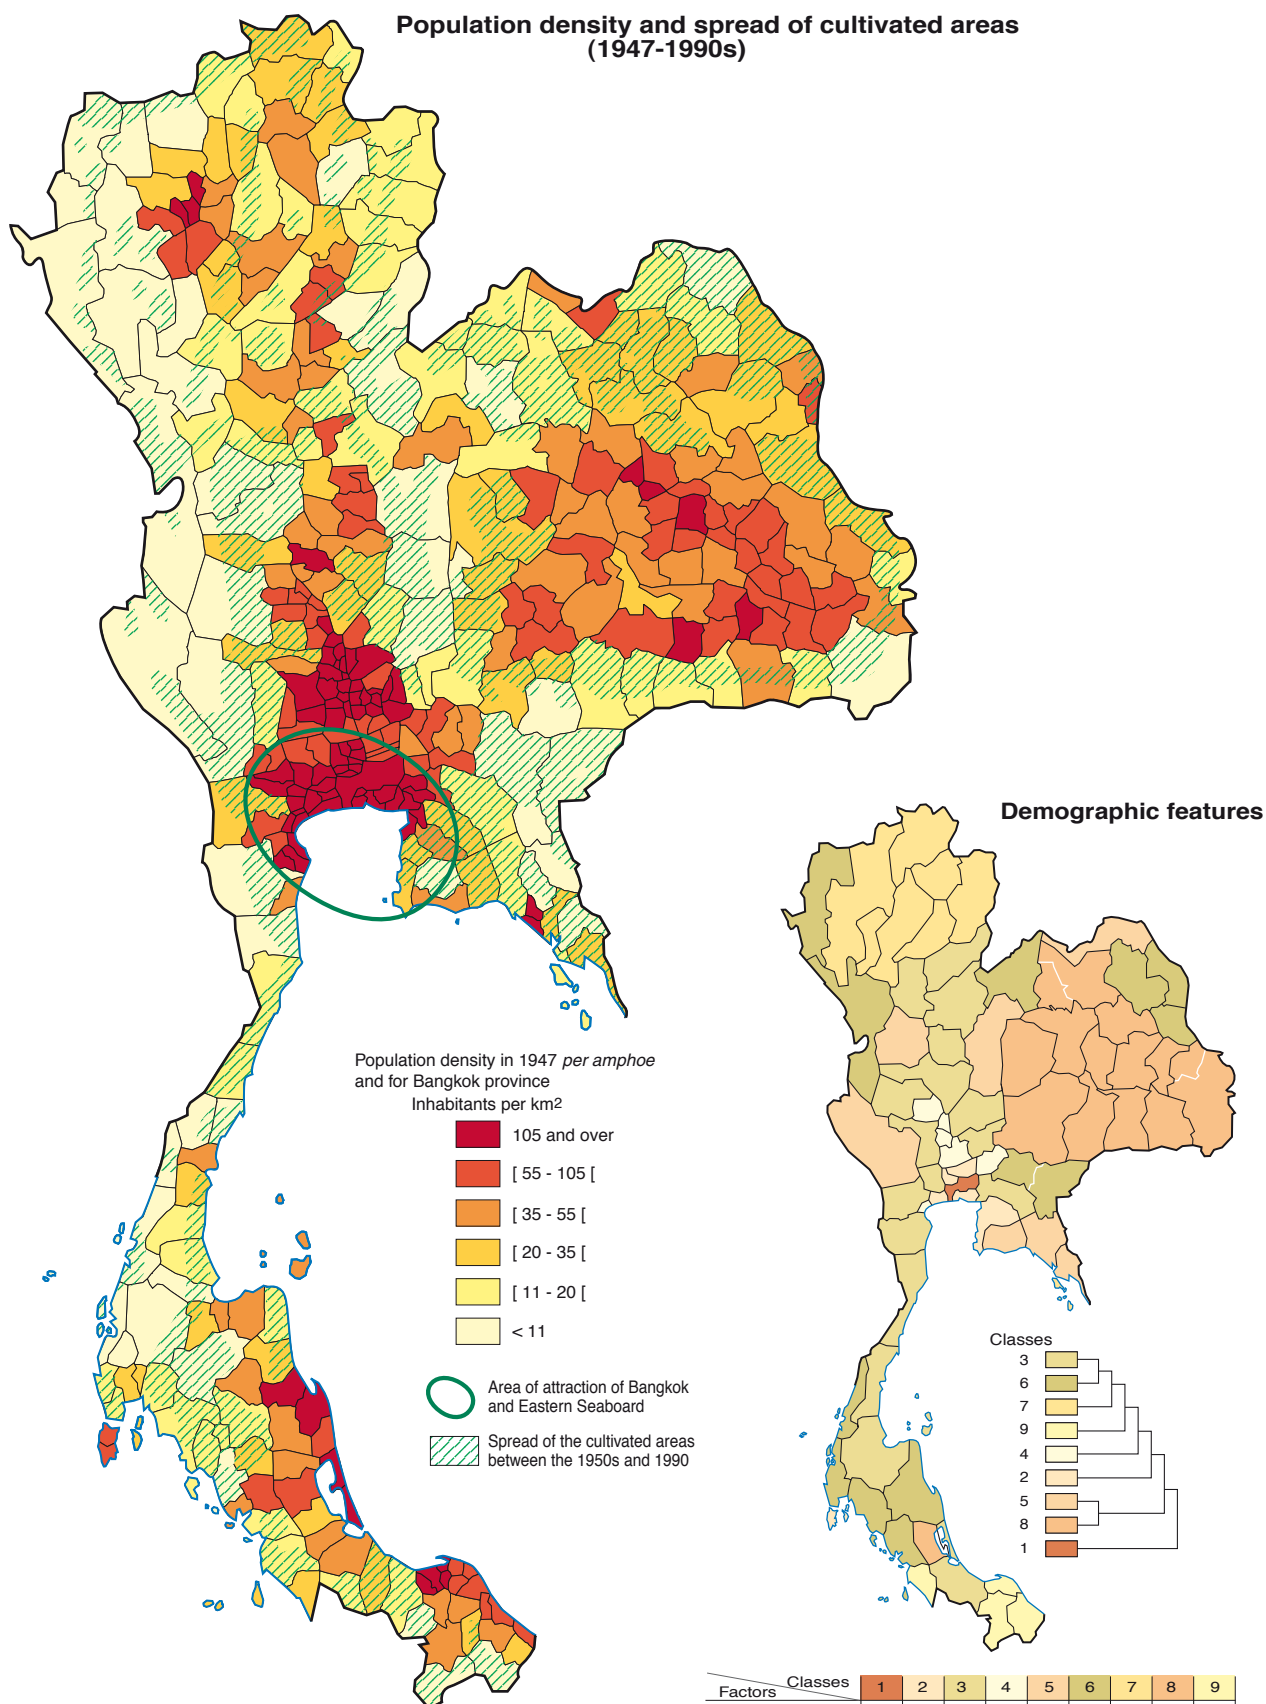 Population density and spread of cultivated areas
(1947-1990s)
Demographic features
Population density in 1947 per amphoe
and for Bangkok province
Inhabitants per km2
105 and over
[ 55 - 105 [
[ 35 - 55 [
[ 20 - 35 [
[ 11 - 20 [
< 11
Area of attraction of Bangkok
and Eastern Seaboard
Spread of the cultivated areas
between the 1950s and 1990
Classes
3
6
7
9
4
2
5
8
1
Classes
Factors
1 2 3 4 5 6 7 8 9